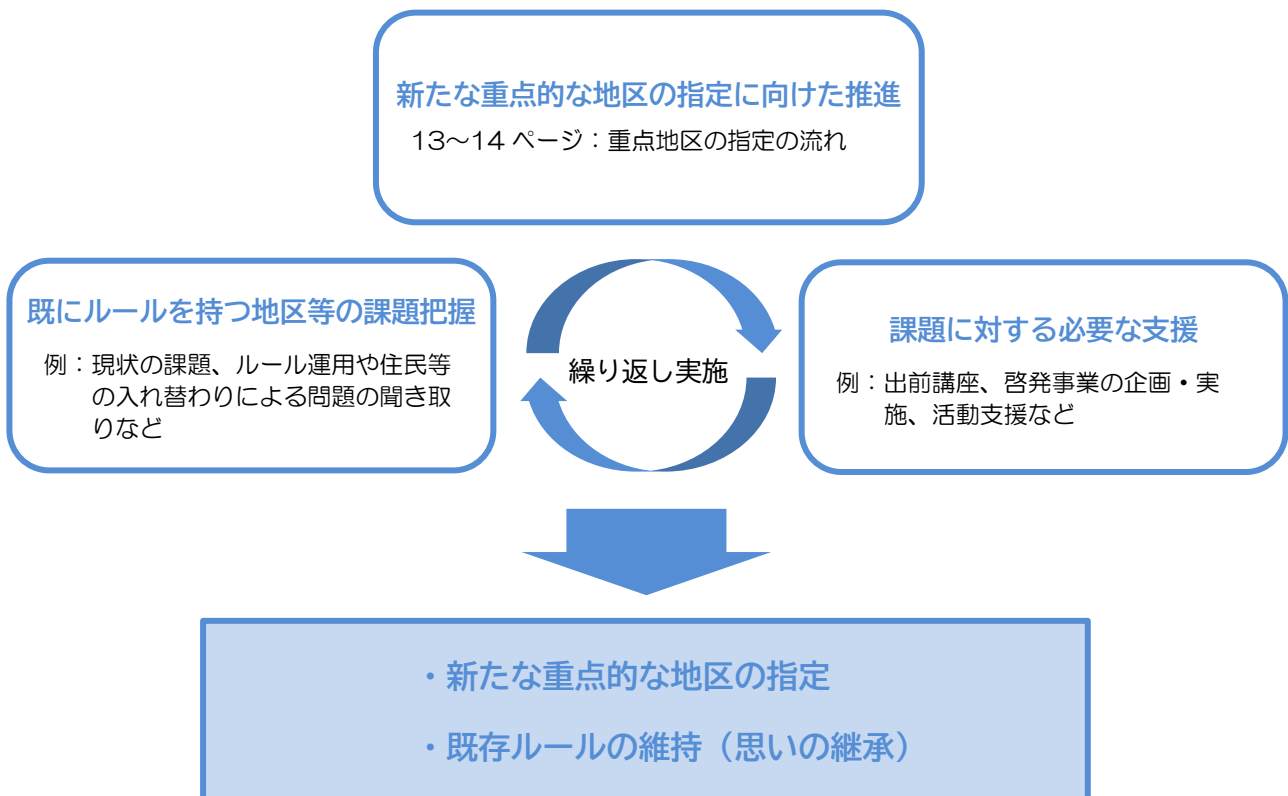 新たな重点的な地区の指定に向けた推進
13～14 ページ：重点地区の指定の流れ
既にルールを持つ地区等の課題把握
例：現状の課題、ルール運用や住民等
の入れ替わりによる問題の聞き取
りなど
繰り返し実施
課題に対する必要な支援
例：出前講座、啓発事業の企画・実
施、活動支援など
・新たな重点的な地区の指定
・既存ルールの維持（思いの継承）